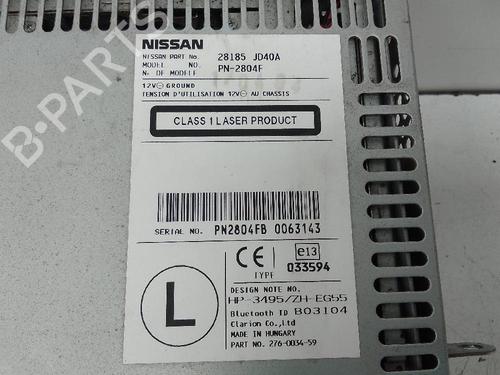 B-PARTS
NISSAN
NISSAN PART No. 28185 JD40A
MODEL NO. PN-2804F
No DE MODELE
12V⊖GROUND
TENSION D'UTILISATION 12V⊖ AU CHASSIS
CLASS 1 LASER PRODUCT
SERIAL NO. PN2804FB 0063143
CE e13
TYPE 033594
L
DESIGN NOTE NO.
HP-3495/ZH-EG55
Bluetooth ID B03104
Clarion Co.,Ltd
MADE IN HUNGARY
PART NO. 276-0034-59